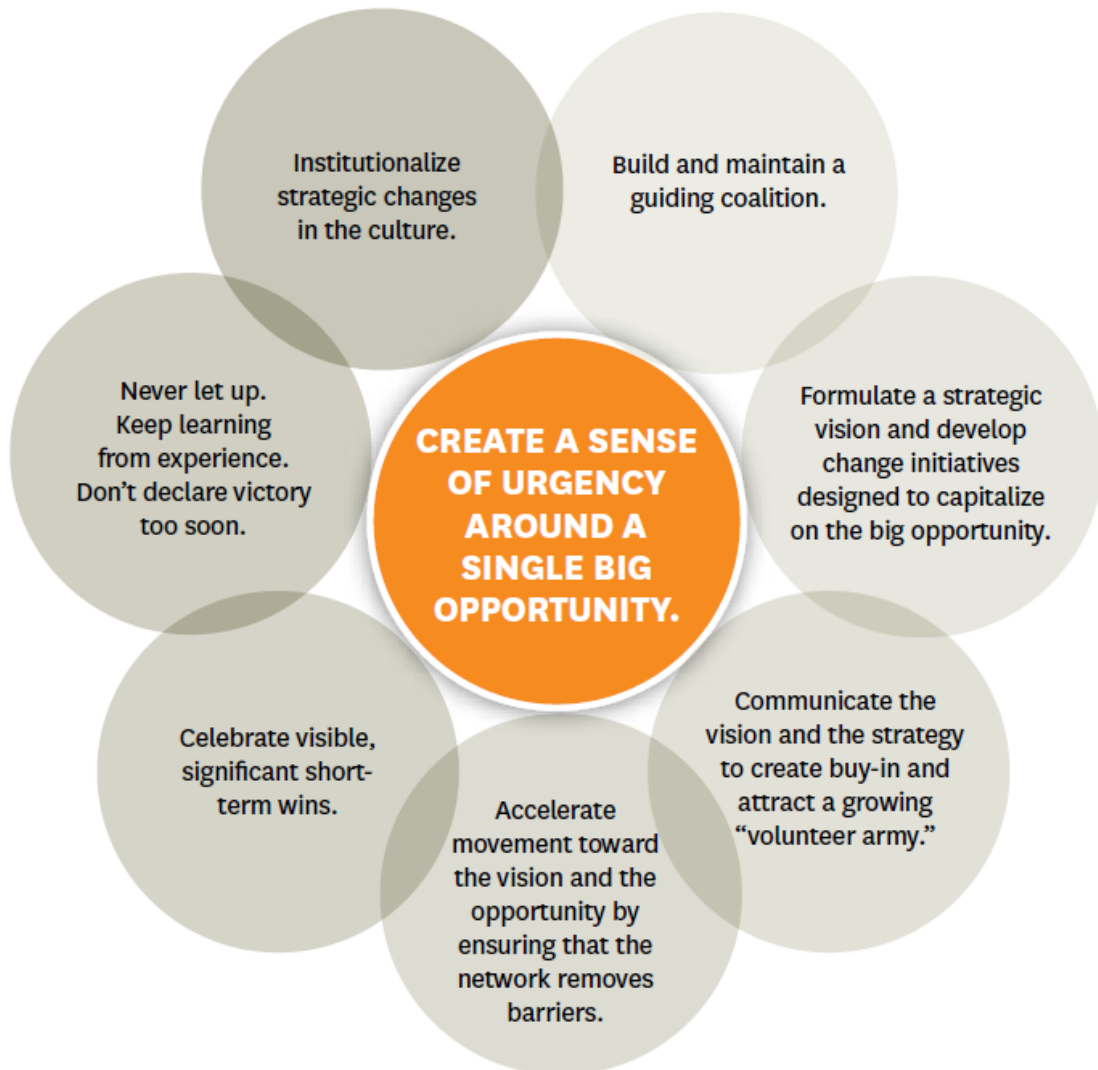 CREATE A SENSE
OF URGENCY
AROUND A
SINGLE BIG
OPPORTUNITY.
Build and maintain a
guiding coalition.
Formulate a strategic
vision and develop
change initiatives
designed to capitalize
on the big opportunity.
Communicate the
vision and the strategy
to create buy-in and
attract a growing
“volunteer army.”
Accelerate
movement toward
the vision and the
opportunity by
ensuring that the
network removes
barriers.
Celebrate visible,
significant short-
term wins.
Never let up.
Keep learning
from experience.
Don’t declare victory
too soon.
Institutionalize
strategic changes
in the culture.